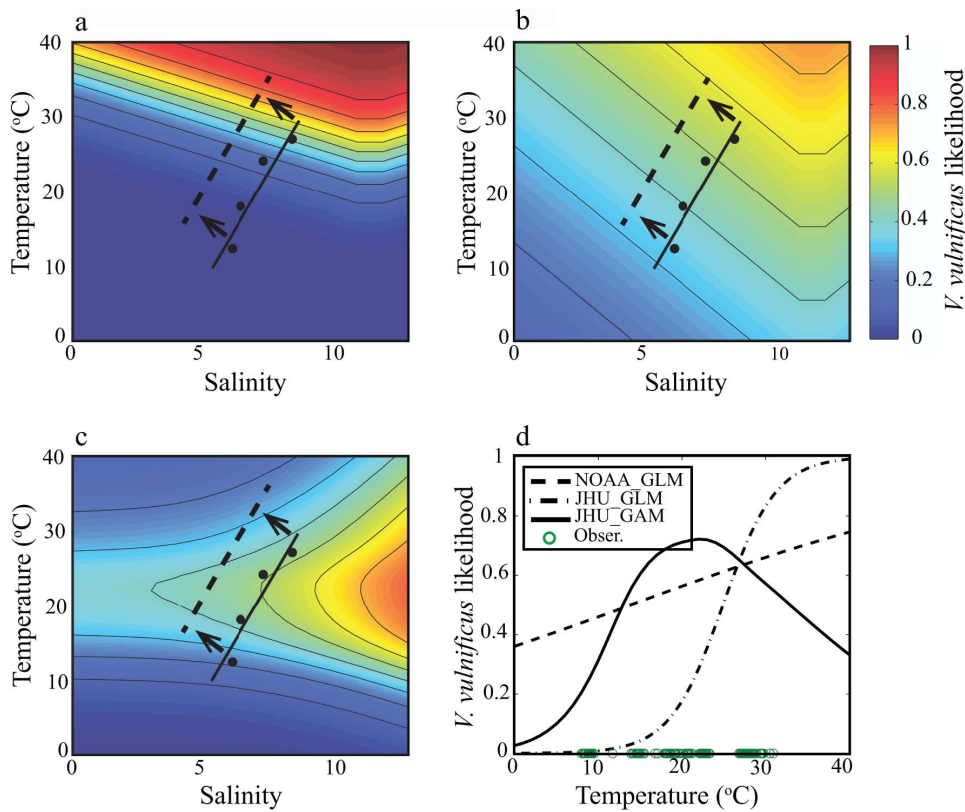 a
40
30
20
10
0
Temperature (°C)
0
5
10
Salinity
b
40
30
20
10
0
Temperature (°C)
0
5
10
Salinity
1
0.8
0.6
0.4
0.2
0
V. vulnificus likelihood
c
40
30
20
10
0
Temperature (°C)
0
5
10
Salinity
d
1
0.8
0.6
0.4
0.2
0
V. vulnificus likelihood
NOAA_GLM
JHU_GLM
JHU_GAM
Obser.
0
10
20
30
40
Temperature (°C)